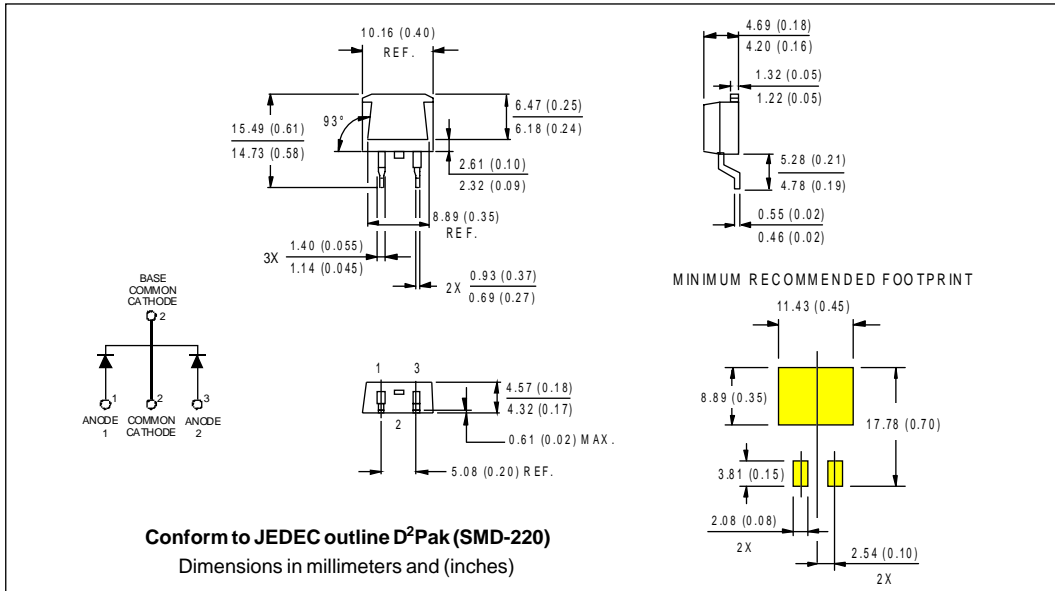 10.16 (0.40)
REF.
15.49 (0.61)
14.73 (0.58)
93°
6.47 (0.25)
6.18 (0.24)
2.61 (0.10)
2.32 (0.09)
8.89 (0.35)
REF.
3X 1.40 (0.055)
1.14 (0.045)
2X 0.93 (0.37)
0.69 (0.27)
4.69 (0.18)
4.20 (0.16)
1.32 (0.05)
1.22 (0.05)
5.28 (0.21)
4.78 (0.19)
0.55 (0.02)
0.46 (0.02)
BASE
COMMON
CATHODE
2
1 2 3
ANODE
1
COMMON
CATHODE
ANODE
2
1 3
2
4.57 (0.18)
4.32 (0.17)
0.61 (0.02) MAX.
5.08 (0.20) REF.
MINIMUM RECOMMENDED FOOTPRINT
11.43 (0.45)
8.89 (0.35)
17.78 (0.70)
3.81 (0.15)
2.08 (0.08)
2X
2.54 (0.10)
2X
Conform to JEDEC outline D²Pak (SMD-220)
Dimensions in millimeters and (inches)